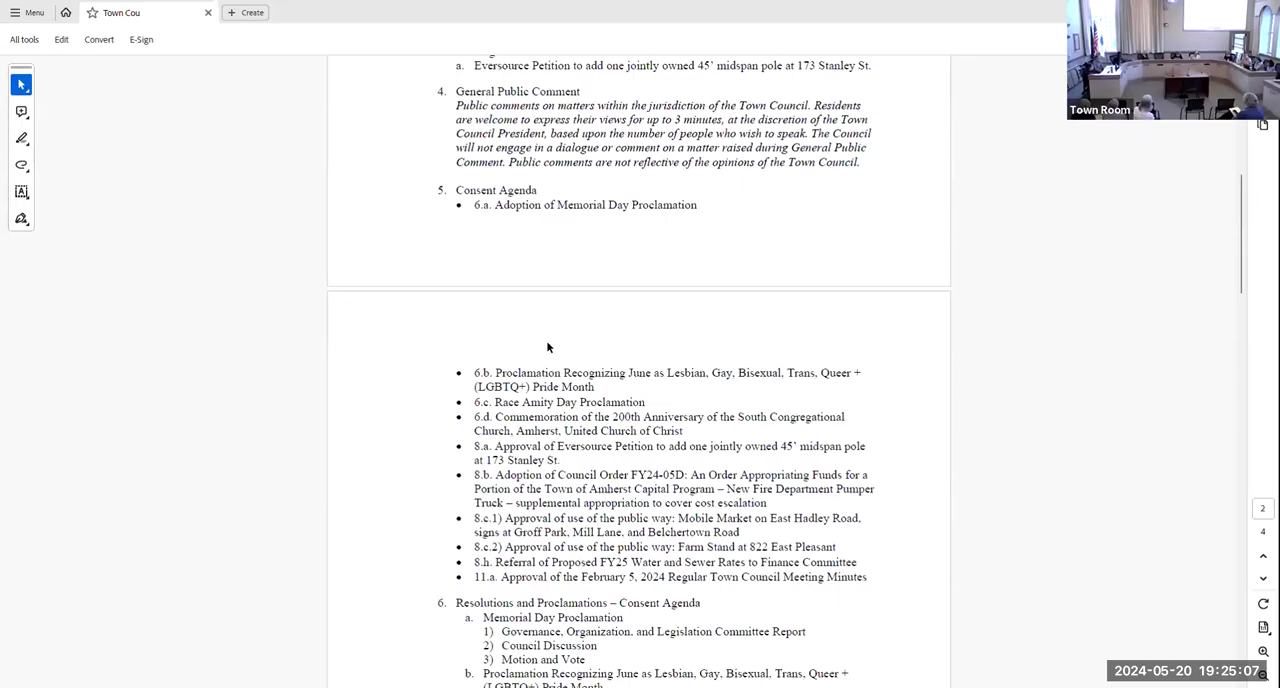 Menu
Town Cou
Create
All tools
Edit
Convert
E-Sign
Town Room
a. Eversource Petition to add one jointly owned 45’ midspan pole at 173 Stanley St.
4. General Public Comment
Public comments on matters within the jurisdiction of the Town Council. Residents
are welcome to express their views for up to 3 minutes, at the discretion of the Town
Council President, based upon the number of people who wish to speak. The Council
will not engage in a dialogue or comment on a matter raised during General Public
Comment. Public comments are not reflective of the opinions of the Town Council.
5. Consent Agenda
• 6.a. Adoption of Memorial Day Proclamation
• 6.b. Proclamation Recognizing June as Lesbian, Gay, Bisexual, Trans, Queer +
(LGBTQ+) Pride Month
• 6.c. Race Amity Day Proclamation
• 6.d. Commemoration of the 200th Anniversary of the South Congregational
Church, Amherst, United Church of Christ
• 8.a. Approval of Eversource Petition to add one jointly owned 45’ midspan pole
at 173 Stanley St.
• 8.b. Adoption of Council Order FY24-05D: An Order Appropriating Funds for a
Portion of the Town of Amherst Capital Program – New Fire Department Pumper
Truck – supplemental appropriation to cover cost escalation
• 8.c.1) Approval of use of the public way: Mobile Market on East Hadley Road,
signs at Groff Park, Mill Lane, and Belchertown Road
• 8.c.2) Approval of use of the public way: Farm Stand at 822 East Pleasant
• 8.h. Referral of Proposed FY25 Water and Sewer Rates to Finance Committee
• 11.a. Approval of the February 5, 2024 Regular Town Council Meeting Minutes
6. Resolutions and Proclamations – Consent Agenda
a. Memorial Day Proclamation
1) Governance, Organization, and Legislation Committee Report
2) Council Discussion
3) Motion and Vote
b. Proclamation Recognizing June as Lesbian, Gay, Bisexual, Trans, Queer +
(LGBTQ+) Pride Month
2
4
2024-05-20 19:25:07